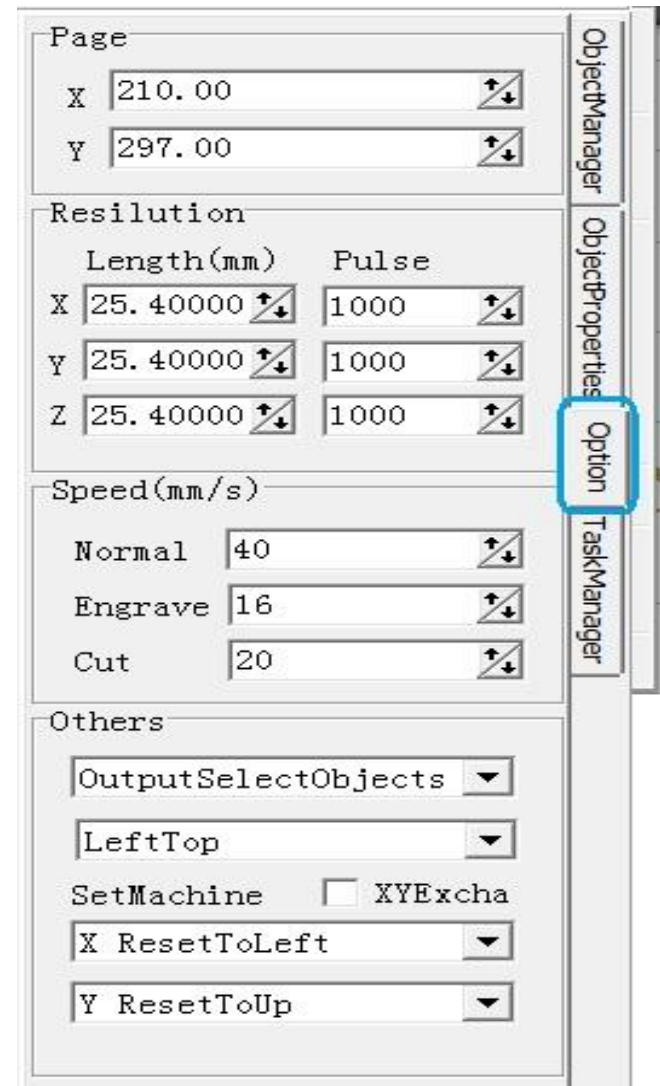 Page
X 210.00
Y 297.00
Resilution
Length(mm) Pulse
X 25.40000 1000
Y 25.40000 1000
Z 25.40000 1000
Speed(mm/s)
Normal 40
Engrave 16
Cut 20
Others
OutputSelectObjects
LeftTop
SetMachine XYExcha
X ResetToLeft
Y ResetToUp
ObjectManager
ObjectProperties
Option
TaskManager